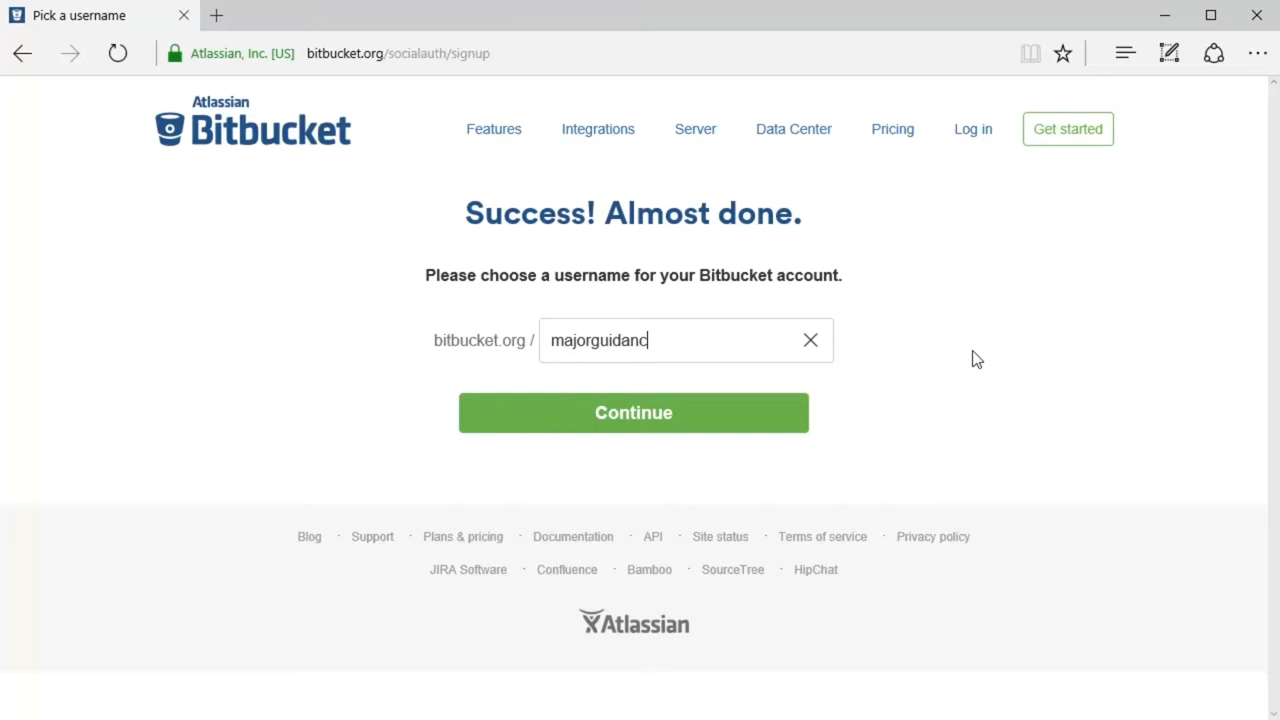 Pick a username
Atlassian, Inc. [US] bitbucket.org/socialauth/signup
Atlassian
Bitbucket
Features Integrations Server Data Center Pricing Log in Get started
Success! Almost done.
Please choose a username for your Bitbucket account.
bitbucket.org / majorguidanc
Continue
Blog · Support · Plans & pricing · Documentation · API · Site status · Terms of service · Privacy policy
JIRA Software · Confluence · Bamboo · SourceTree · HipChat
Atlassian